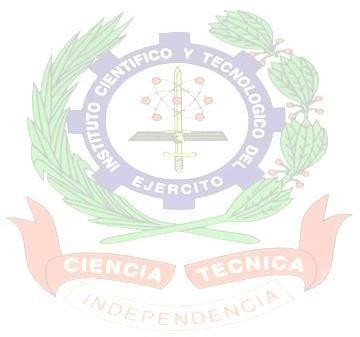 INSTITUTO CIENTIFICO Y TECNOLOGICO DEL
EJERCITO
CIENCIA TECNICA
INDEPENDENCIA